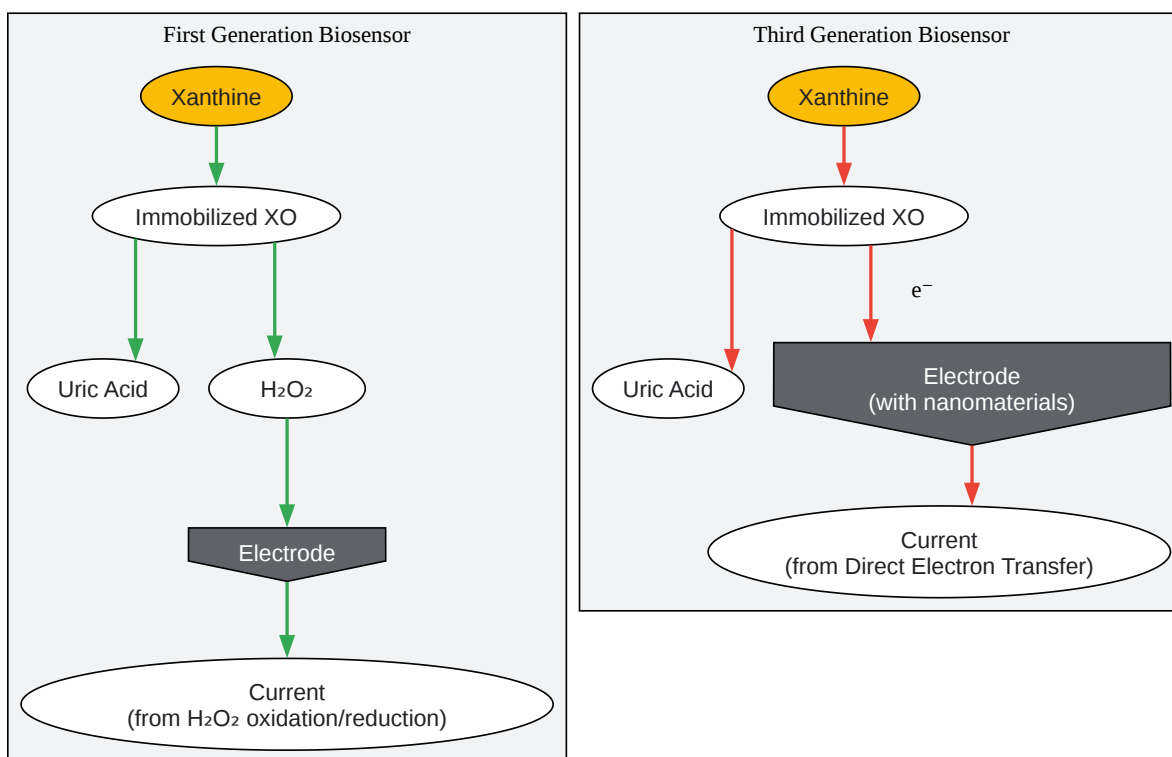 First Generation Biosensor
Xanthine
Immobilized XO
Uric Acid
H₂O₂
Electrode
Current
(from H₂O₂ oxidation/reduction)
Third Generation Biosensor
Xanthine
Immobilized XO
e⁻
Uric Acid
Electrode
(with nanomaterials)
Current
(from Direct Electron Transfer)